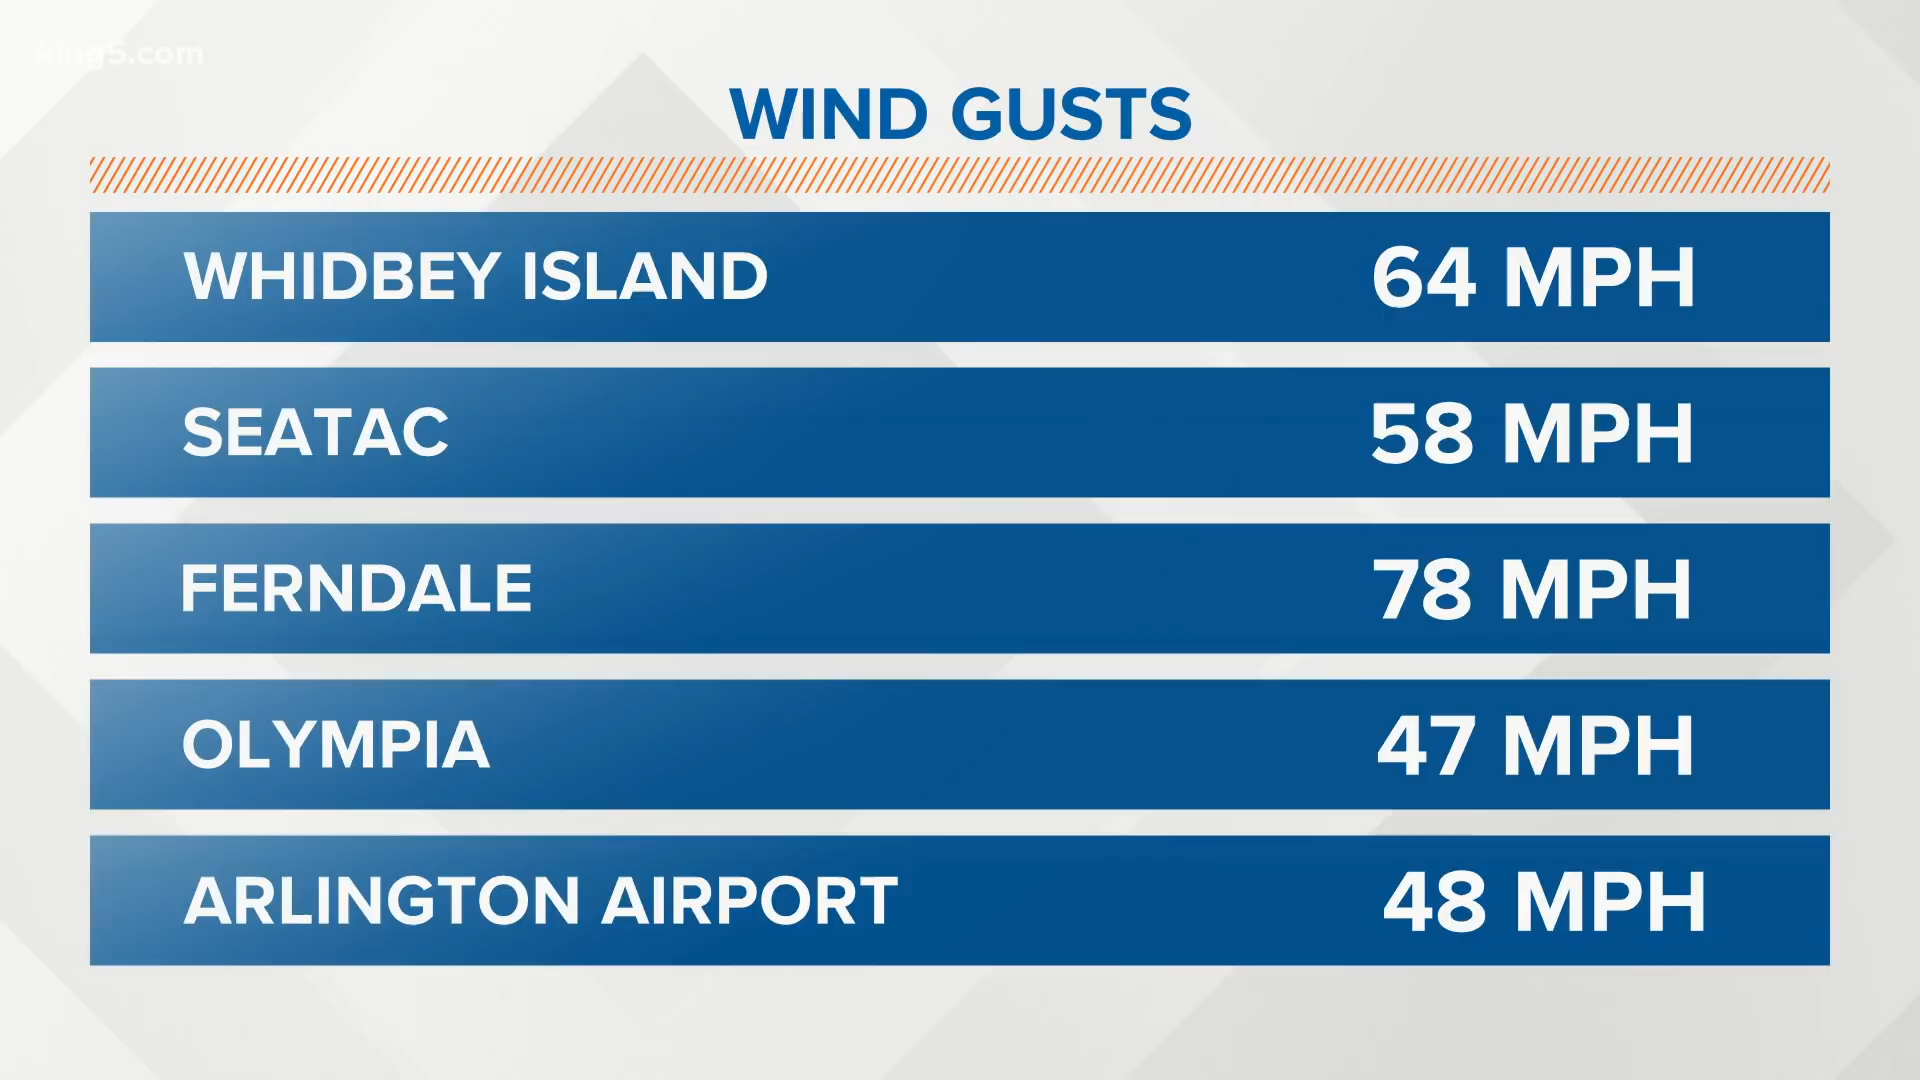 king5.com
WIND GUSTS
WHIDBEY ISLAND 64 MPH
SEATAC 58 MPH
FERNDALE 78 MPH
OLYMPIA 47 MPH
ARLINGTON AIRPORT 48 MPH